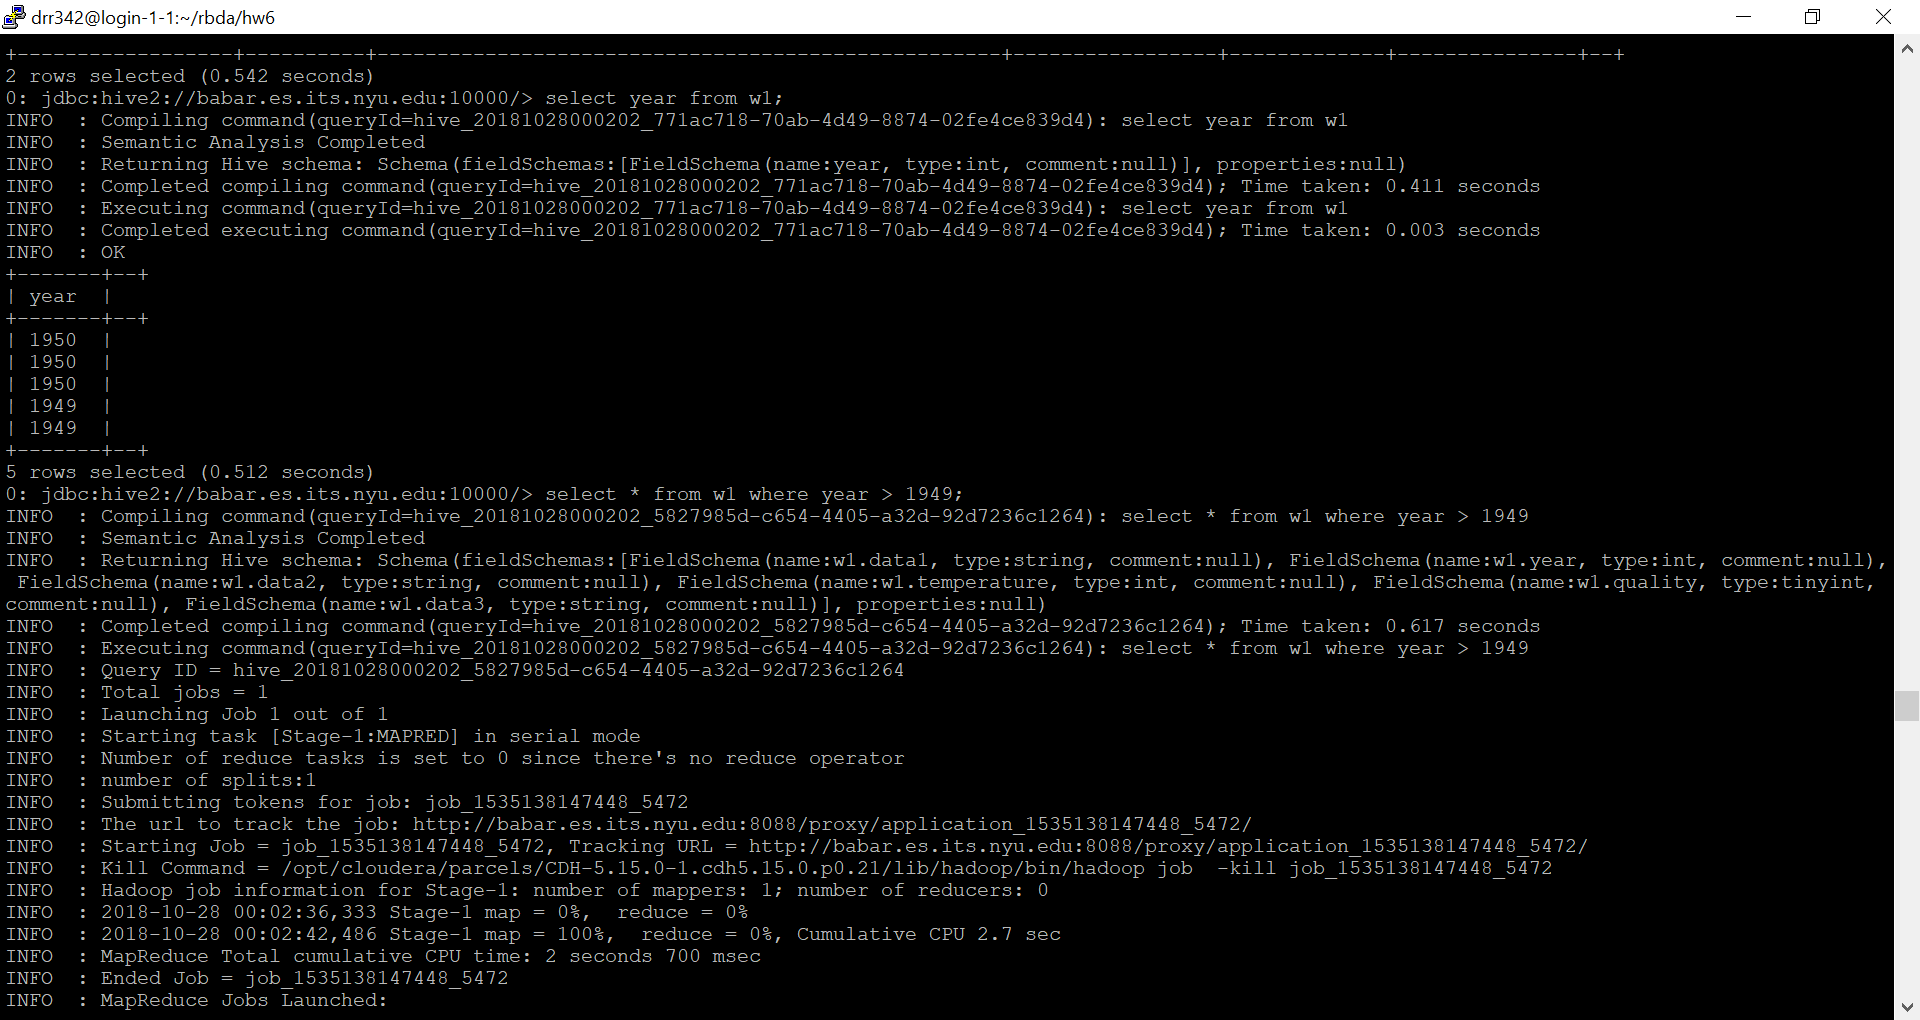 drr342@login-1-1:~/rbda/hw6
+------------------+----------+----------------------------------------------------+-----------------+-------------+---------------+--+
2 rows selected (0.542 seconds)
0: jdbc:hive2://babar.es.its.nyu.edu:10000/> select year from w1;
INFO  : Compiling command(queryId=hive_20181028000202_771ac718-70ab-4d49-8874-02fe4ce839d4): select year from w1
INFO  : Semantic Analysis Completed
INFO  : Returning Hive schema: Schema(fieldSchemas:[FieldSchema(name:year, type:int, comment:null)], properties:null)
INFO  : Completed compiling command(queryId=hive_20181028000202_771ac718-70ab-4d49-8874-02fe4ce839d4); Time taken: 0.411 seconds
INFO  : Executing command(queryId=hive_20181028000202_771ac718-70ab-4d49-8874-02fe4ce839d4): select year from w1
INFO  : Completed executing command(queryId=hive_20181028000202_771ac718-70ab-4d49-8874-02fe4ce839d4); Time taken: 0.003 seconds
INFO  : OK
+-------+--+
| year  |
+-------+--+
| 1950  |
| 1950  |
| 1950  |
| 1949  |
| 1949  |
+-------+--+
5 rows selected (0.512 seconds)
0: jdbc:hive2://babar.es.its.nyu.edu:10000/> select * from w1 where year > 1949;
INFO  : Compiling command(queryId=hive_20181028000202_5827985d-c654-4405-a32d-92d7236c1264): select * from w1 where year > 1949
INFO  : Semantic Analysis Completed
INFO  : Returning Hive schema: Schema(fieldSchemas:[FieldSchema(name:w1.data1, type:string, comment:null), FieldSchema(name:w1.year, type:int, comment:null),
 FieldSchema(name:w1.data2, type:string, comment:null), FieldSchema(name:w1.temperature, type:int, comment:null), FieldSchema(name:w1.quality, type:tinyint,
comment:null), FieldSchema(name:w1.data3, type:string, comment:null)], properties:null)
INFO  : Completed compiling command(queryId=hive_20181028000202_5827985d-c654-4405-a32d-92d7236c1264); Time taken: 0.617 seconds
INFO  : Executing command(queryId=hive_20181028000202_5827985d-c654-4405-a32d-92d7236c1264): select * from w1 where year > 1949
INFO  : Query ID = hive_20181028000202_5827985d-c654-4405-a32d-92d7236c1264
INFO  : Total jobs = 1
INFO  : Launching Job 1 out of 1
INFO  : Starting task [Stage-1:MAPRED] in serial mode
INFO  : Number of reduce tasks is set to 0 since there's no reduce operator
INFO  : number of splits:1
INFO  : Submitting tokens for job: job_1535138147448_5472
INFO  : The url to track the job: http://babar.es.its.nyu.edu:8088/proxy/application_1535138147448_5472/
INFO  : Starting Job = job_1535138147448_5472, Tracking URL = http://babar.es.its.nyu.edu:8088/proxy/application_1535138147448_5472/
INFO  : Kill Command = /opt/cloudera/parcels/CDH-5.15.0-1.cdh5.15.0.p0.21/lib/hadoop/bin/hadoop job  -kill job_1535138147448_5472
INFO  : Hadoop job information for Stage-1: number of mappers: 1; number of reducers: 0
INFO  : 2018-10-28 00:02:36,333 Stage-1 map = 0%,  reduce = 0%
INFO  : 2018-10-28 00:02:42,486 Stage-1 map = 100%,  reduce = 0%, Cumulative CPU 2.7 sec
INFO  : MapReduce Total cumulative CPU time: 2 seconds 700 msec
INFO  : Ended Job = job_1535138147448_5472
INFO  : MapReduce Jobs Launched: